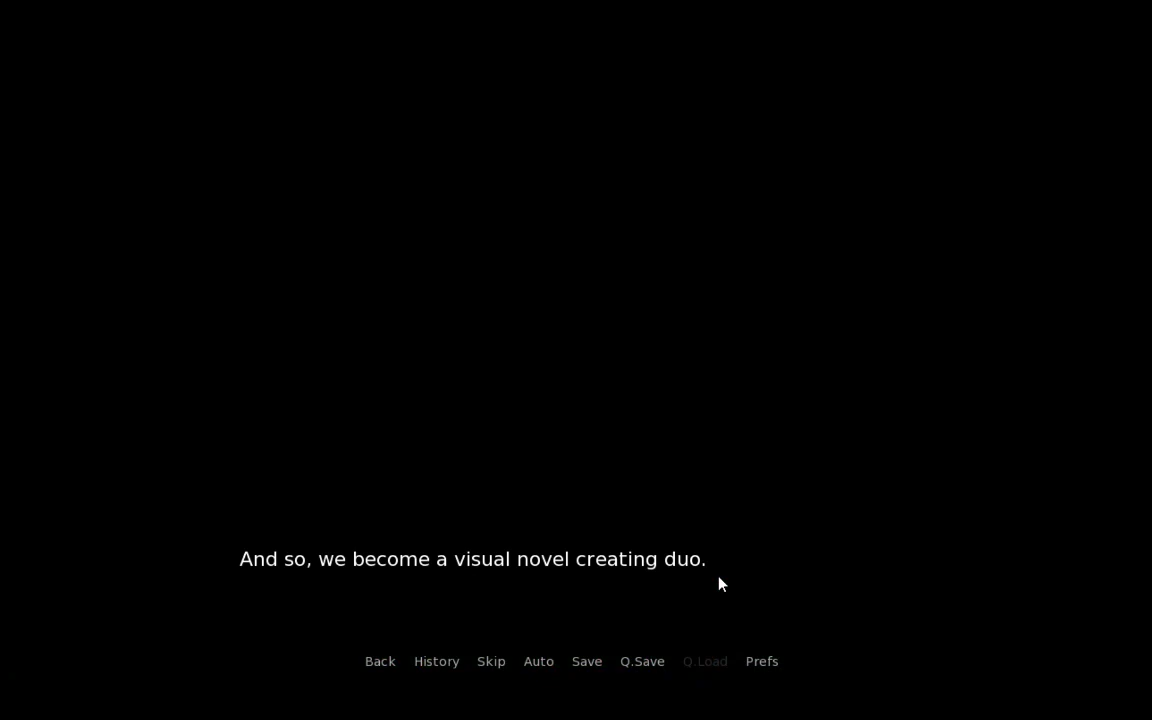 And so, we become a visual novel creating duo.
Back History Skip Auto Save Q.Save Q.Load Prefs